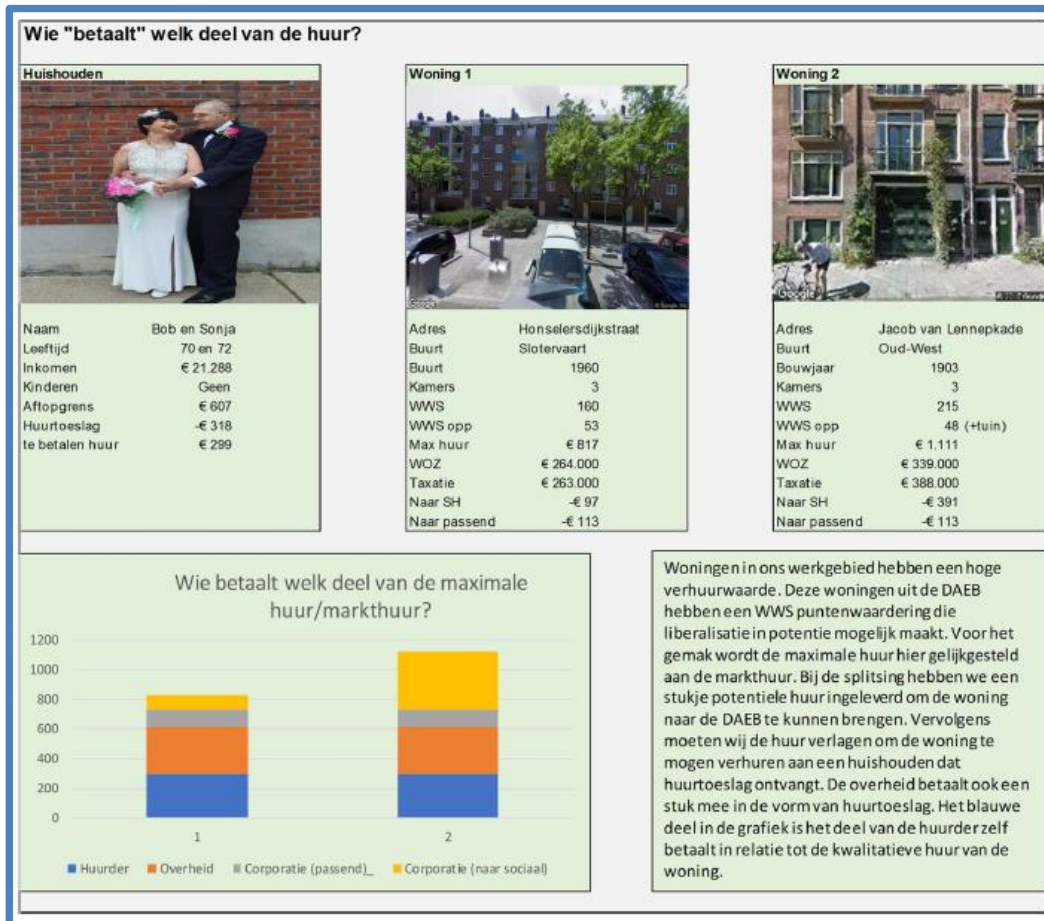 Wie "betaalt" welk deel van de huur?
Huishouden
Naam Bob en Sonja
Leeftijd 70 en 72
Inkomen € 21.288
Kinderen Geen
Aftopgrens € 607
Huurtoeslag -€ 318
te betalen huur € 299
Woning 1
Google
Adres Honselersdijkstraat
Buurt Slotervaart
Buurt 1960
Kamers 3
WWS 160
WWS opp 53
Max huur € 817
WOZ € 264.000
Taxatie € 263.000
Naar SH -€ 97
Naar passend -€ 113
Woning 2
Google
Adres Jacob van Lennepkade
Buurt Oud-West
Bouwjaar 1903
Kamers 3
WWS 215
WWS opp 48 (+tuin)
Max huur € 1.111
WOZ € 339.000
Taxatie € 388.000
Naar SH -€ 391
Naar passend -€ 113
Wie betaalt welk deel van de maximale
huur/markthuur?
1200
1000
800
600
400
200
0
1 2
Huurder Overheid Corporatie (passend)_ Corporatie (naar sociaal)
Woningen in ons werkgebied hebben een hoge
verhuurwaarde. Deze woningen uit de DAEB
hebben een WWS puntenwaardering die
liberalisatie in potentie mogelijk maakt. Voor het
gemak wordt de maximale huur hier gelijkgesteld
aan de markthuur. Bij de splitsing hebben we een
stukje potentiele huur ingeleverd om de woning
naar de DAEB te kunnen brengen. Vervolgens
moeten wij de huur verlagen om de woning te
mogen verhuren aan een huishouden dat
huurtoeslag ontvangt. De overheid betaalt ook een
stuk mee in de vorm van huurtoeslag. Het blauwe
deel in de grafiek is het deel van de huurder zelf
betaalt in relatie tot de kwalitatieve huur van de
woning.